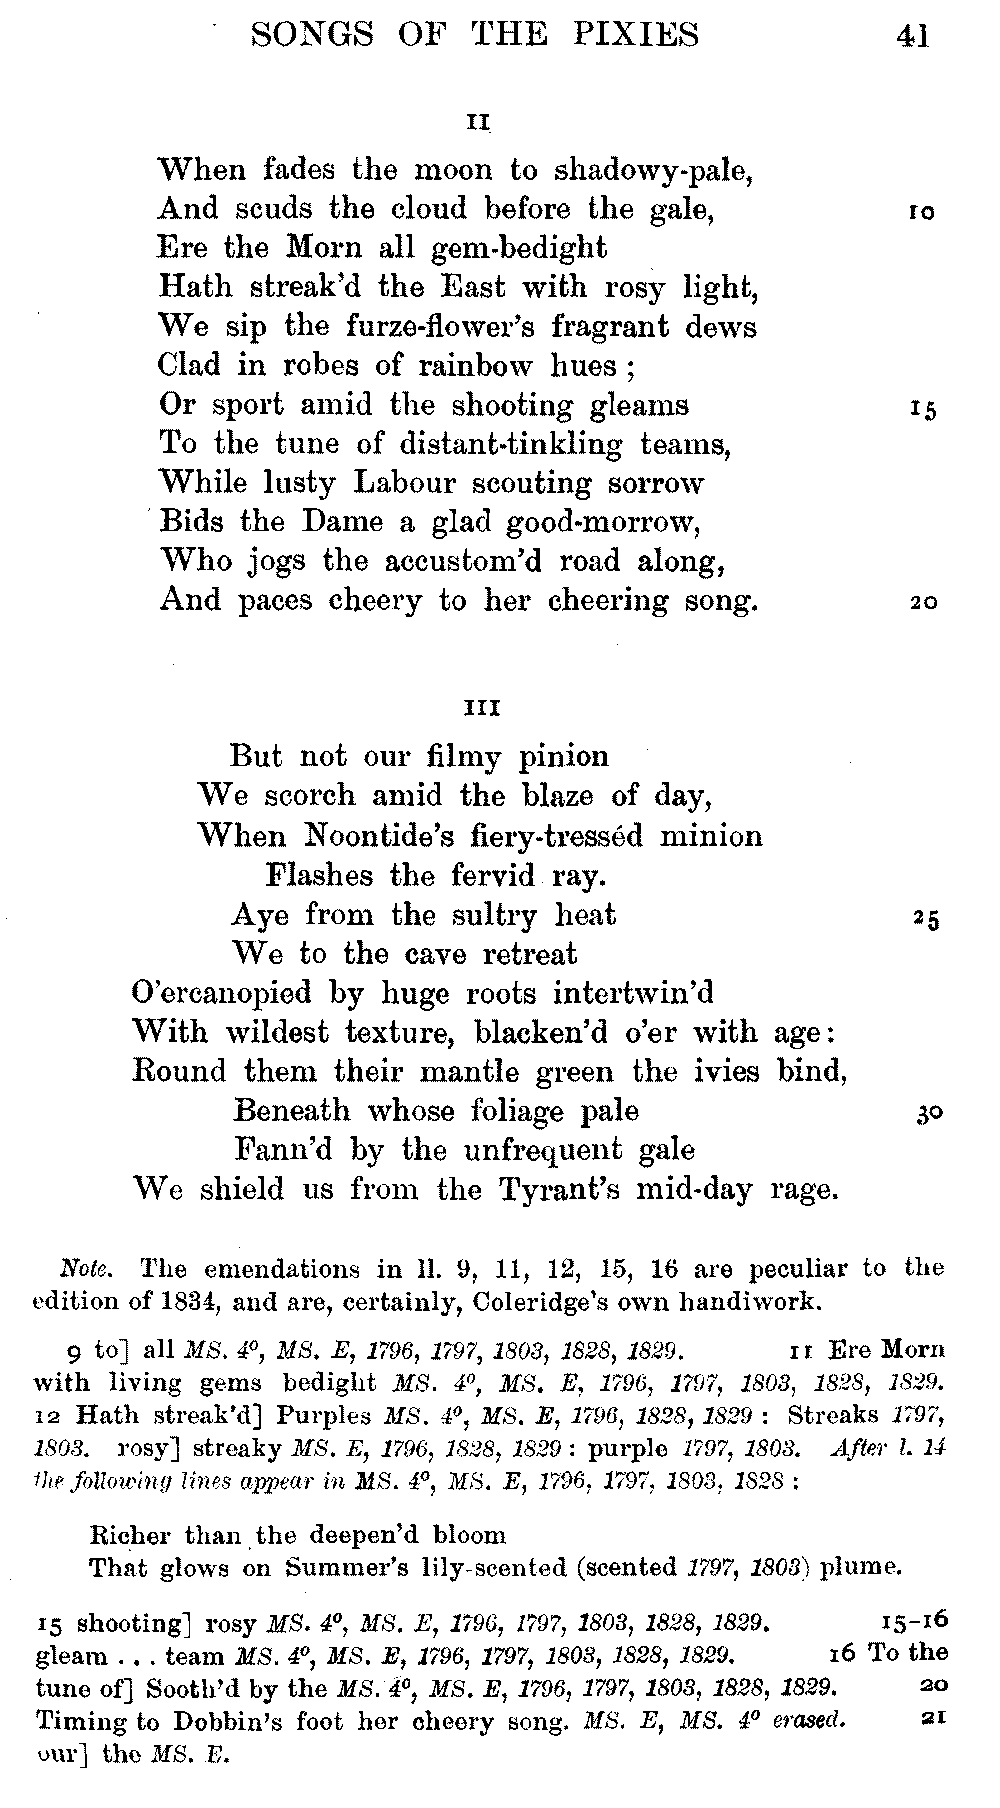 SONGS OF THE PIXIES 41
II
When fades the moon to shadowy-pale,
And scuds the cloud before the gale, 10
Ere the Morn all gem-bedight
Hath streak'd the East with rosy light,
We sip the furze-flower's fragrant dews
Clad in robes of rainbow hues ;
Or sport amid the shooting gleams 15
To the tune of distant-tinkling teams,
While lusty Labour scouting sorrow
Bids the Dame a glad good-morrow,
Who jogs the accustom'd road along,
And paces cheery to her cheering song. 20
III
But not our filmy pinion
We scorch amid the blaze of day,
When Noontide's fiery-tresséd minion
Flashes the fervid ray.
Aye from the sultry heat 25
We to the cave retreat
O'ercanopied by huge roots intertwin'd
With wildest texture, blacken'd o'er with age:
Round them their mantle green the ivies bind,
Beneath whose foliage pale 30
Fann'd by the unfrequent gale
We shield us from the Tyrant's mid-day rage.
Note. The emendations in ll. 9, 11, 12, 15, 16 are peculiar to the
edition of 1834, and are, certainly, Coleridge's own handiwork.
9 to] all MS. 4º, MS. E, 1796, 1797, 1803, 1828, 1829. 11 Ere Morn
with living gems bedight MS. 4º, MS. E, 1796, 1797, 1803, 1828, 1829.
12 Hath streak'd] Purples MS. 4º, MS. E, 1796, 1828, 1829 : Streaks 1797,
1803. rosy] streaky MS. E, 1796, 1828, 1829 : purple 1797, 1803. After l. 14
the following lines appear in MS. 4º, MS. E, 1796, 1797, 1803, 1828 :
Richer than the deepen'd bloom
That glows on Summer's lily-scented (scented 1797, 1803) plume.
15 shooting] rosy MS. 4º, MS. E, 1796, 1797, 1803, 1828, 1829. 15-16
gleam . . . team MS. 4º, MS. E, 1796, 1797, 1803, 1828, 1829. 16 To the
tune of] Sooth'd by the MS. 4º, MS. E, 1796, 1797, 1803, 1828, 1829. 20
Timing to Dobbin's foot her cheery song. MS. E, MS. 4º erased. 21
our] the MS. E.